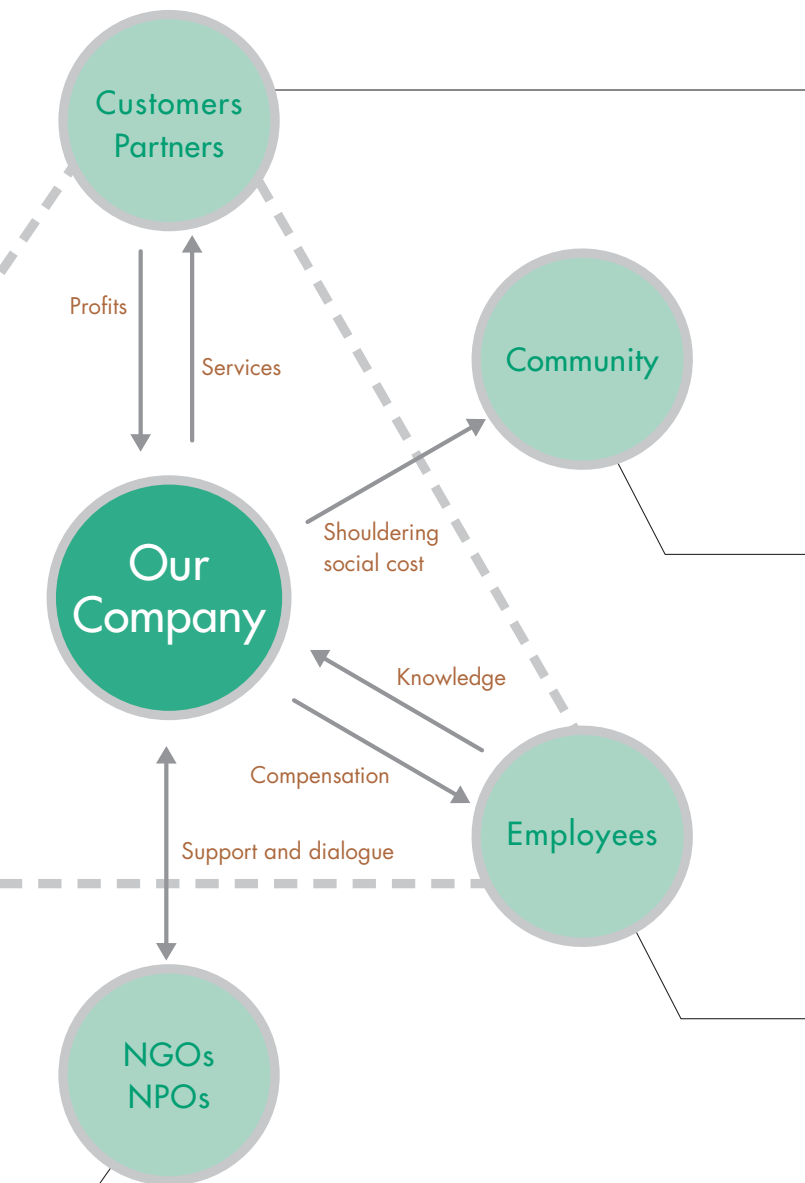 Customers
Partners
Profits
Services
Community
Our
Company
Shouldering
social cost
Knowledge
Compensation
Employees
Support and dialogue
NGOs
NPOs